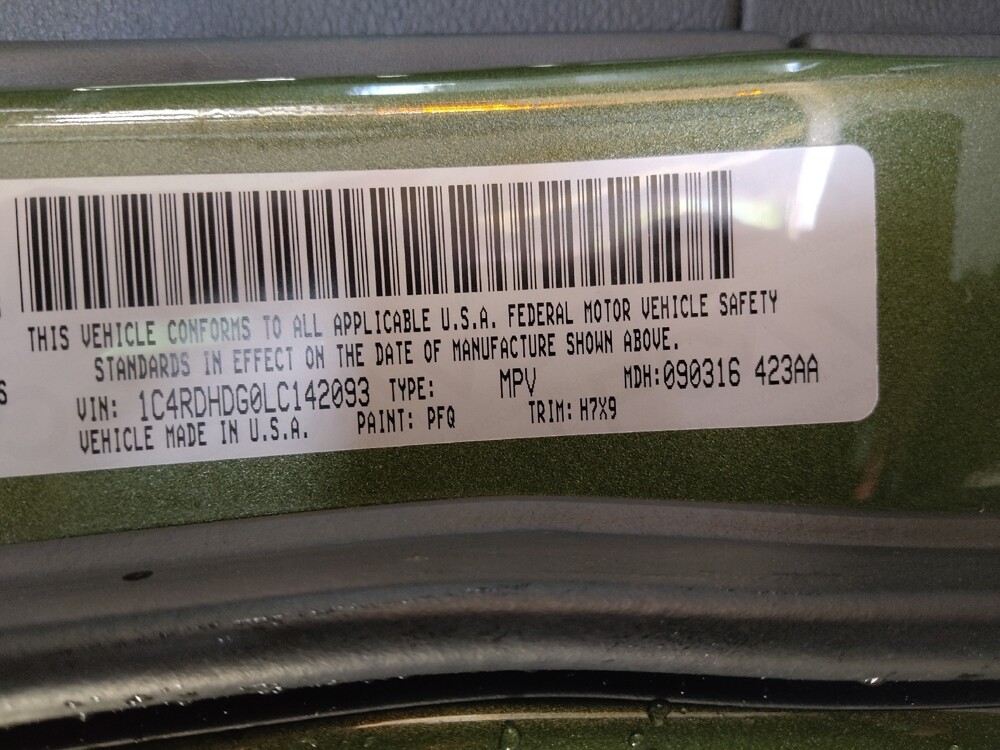 THIS VEHICLE CONFORMS TO ALL APPLICABLE U.S.A. FEDERAL MOTOR VEHICLE SAFETY
STANDARDS IN EFFECT ON THE DATE OF MANUFACTURE SHOWN ABOVE.
VIN: 1C4RDHDG0LC142093 TYPE: MPV MDH:090316 423AA
VEHICLE MADE IN U.S.A. PAINT: PFQ TRIM: H7X9